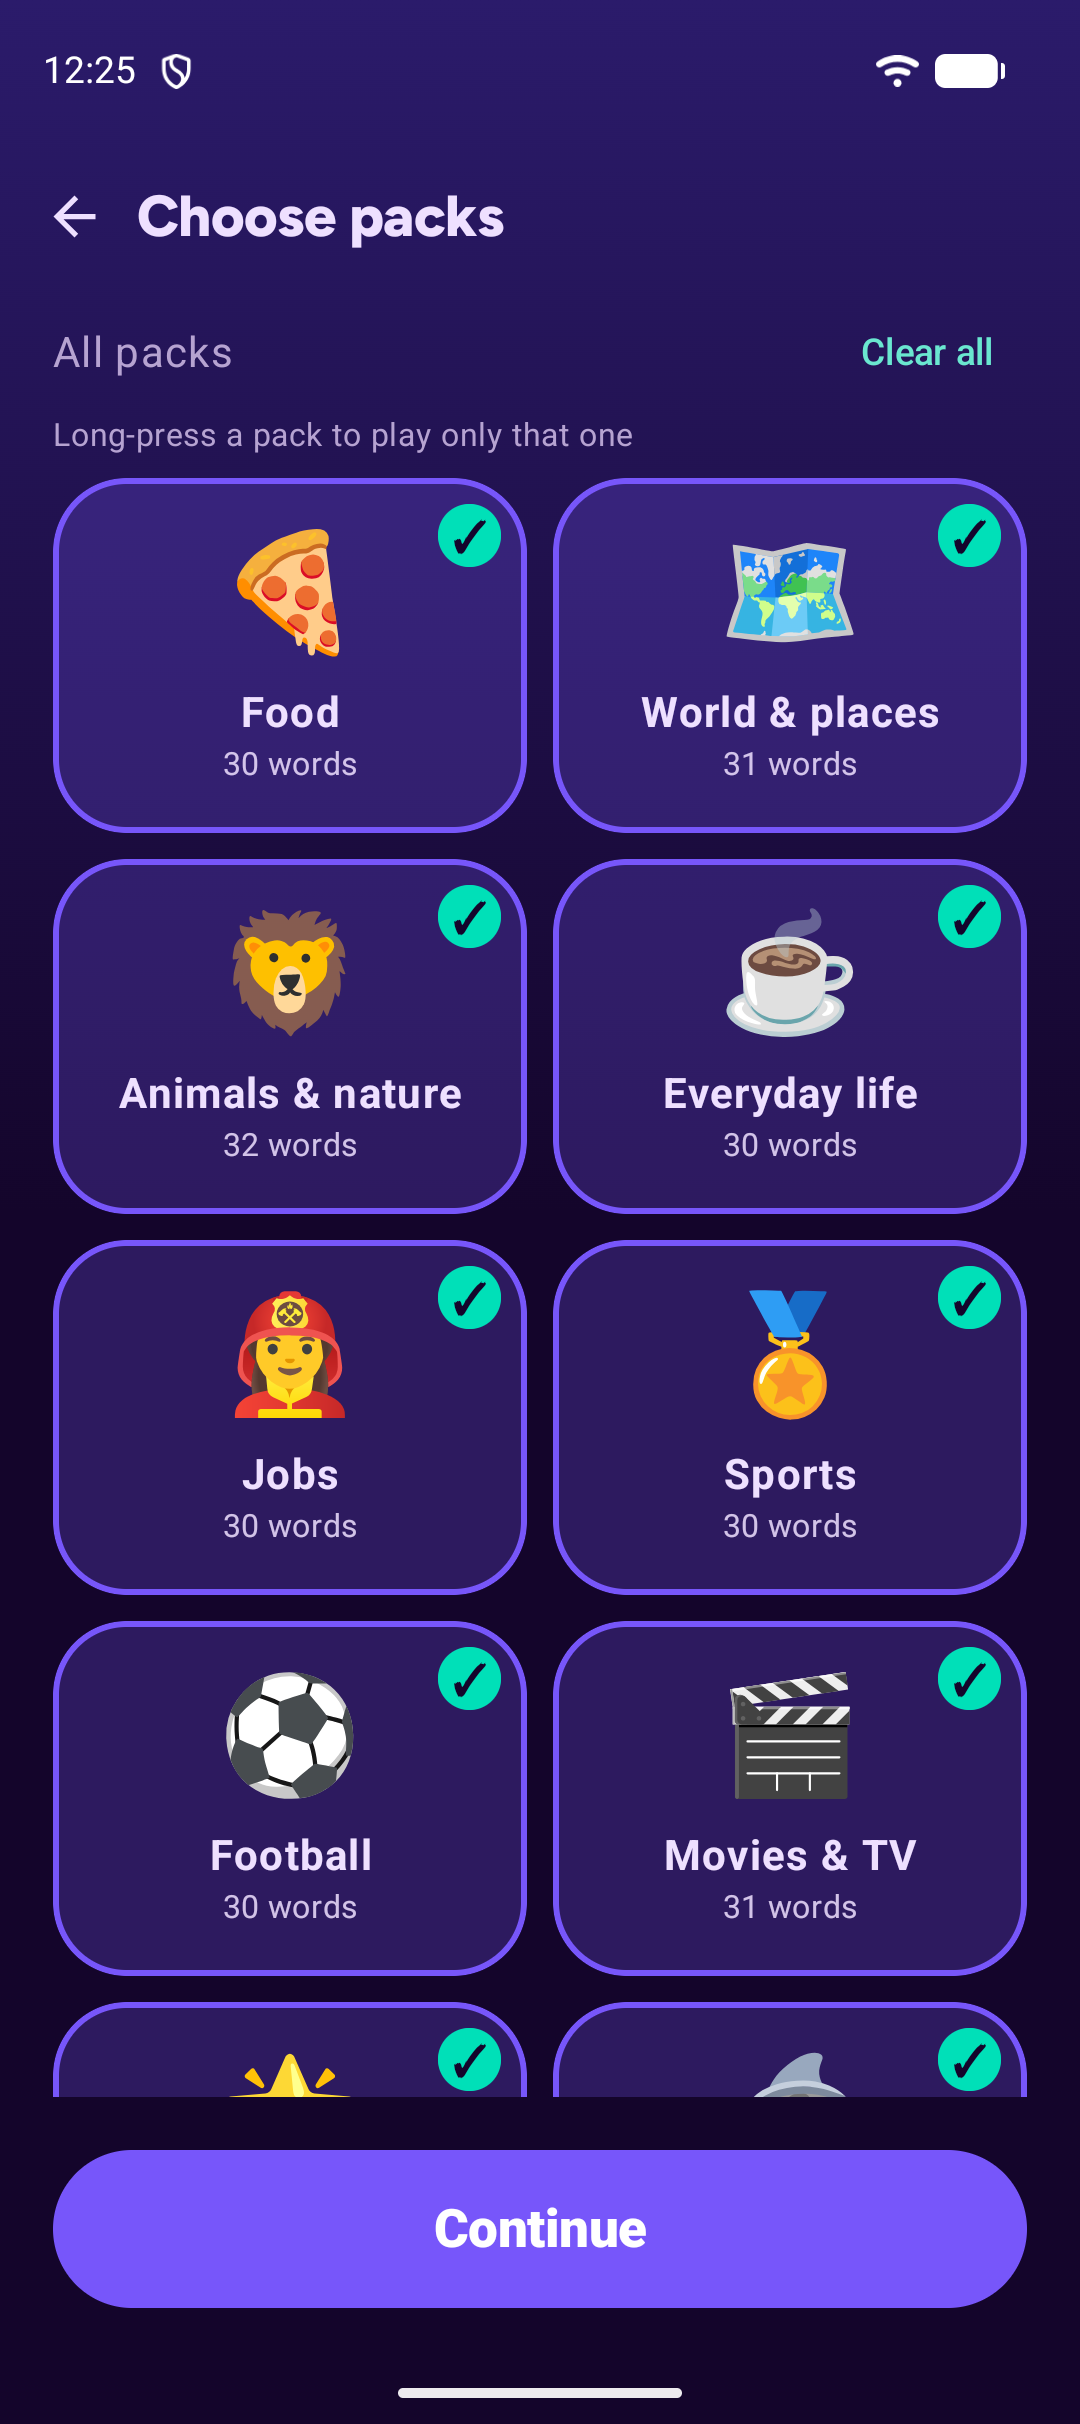 12:25
Choose packs
All packs
Clear all
Long-press a pack to play only that one
Food
30 words
World & places
31 words
Animals & nature
32 words
Everyday life
30 words
Jobs
30 words
Sports
30 words
Football
30 words
Movies & TV
31 words
Continue